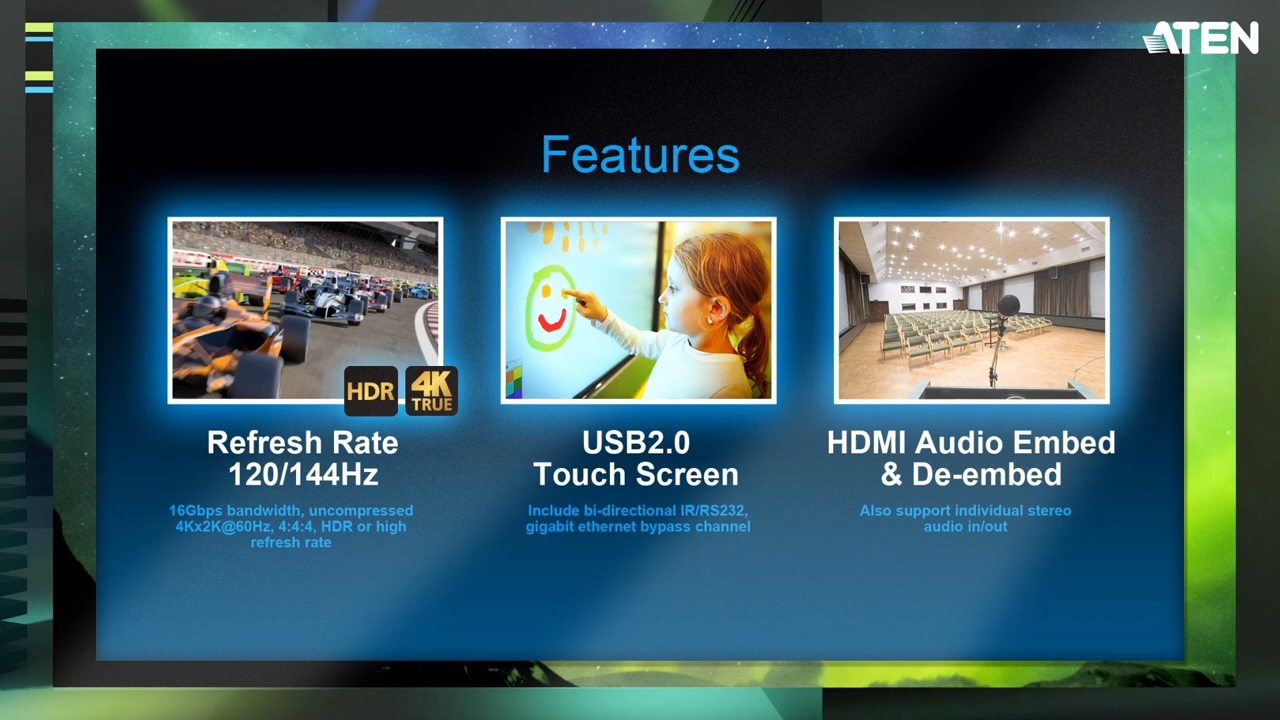 ATEN
Features
HDR
4K
TRUE
Refresh Rate
120/144Hz
16Gbps bandwidth, uncompressed
4Kx2K@60Hz, 4:4:4, HDR or high
refresh rate
USB2.0
Touch Screen
Include bi-directional IR/RS232,
gigabit ethernet bypass channel
HDMI Audio Embed
& De-embed
Also support individual stereo
audio in/out